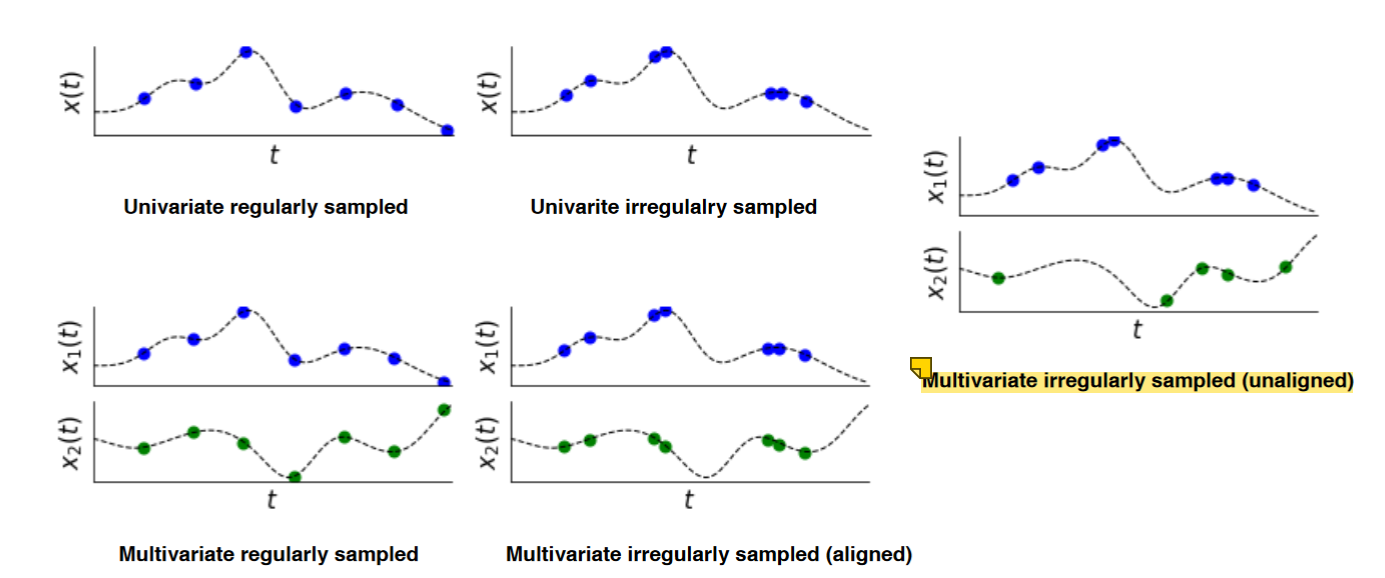 x(t)
t
Univariate regularly sampled
x(t)
t
Univarite irregulalry sampled
x₁(t)
x₂(t)
t
Multivariate regularly sampled
x₁(t)
x₂(t)
t
Multivariate irregularly sampled (aligned)
x₁(t)
x₂(t)
t
Multivariate irregularly sampled (unaligned)